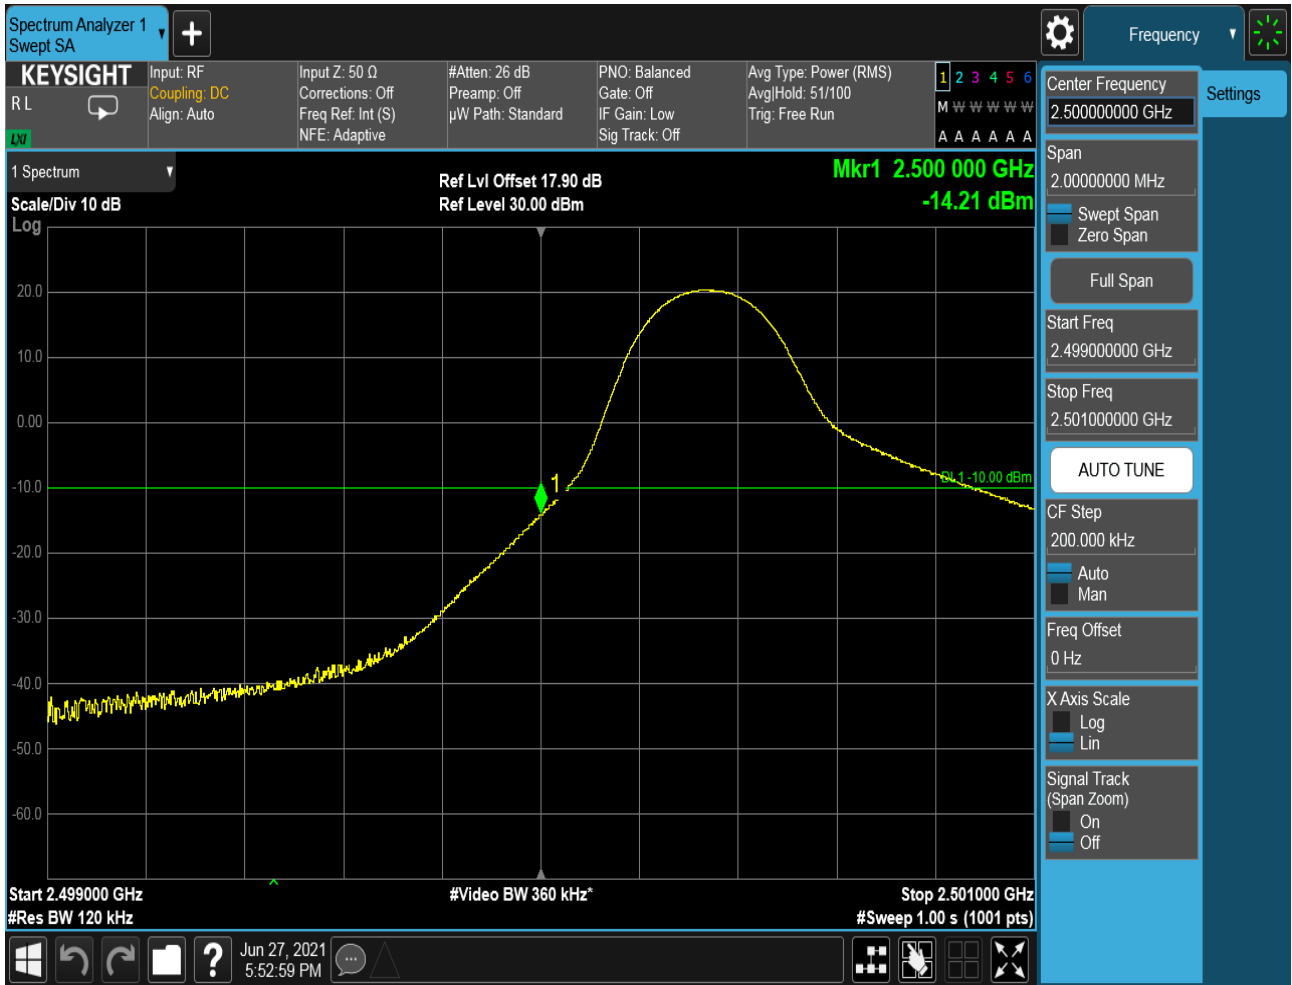 Spectrum Analyzer 1
Swept SA
+
Frequency
KEYSIGHT
R L
LXI
Input: RF
Coupling: DC
Align: Auto
Input Z: 50 Ω
Corrections: Off
Freq Ref: Int (S)
NFE: Adaptive
#Atten: 26 dB
Preamp: Off
µW Path: Standard
PNO: Balanced
Gate: Off
IF Gain: Low
Sig Track: Off
Avg Type: Power (RMS)
Avg|Hold: 51/100
Trig: Free Run
1 2 3 4 5 6
M W W W W W
A A A A A A
1 Spectrum
Scale/Div 10 dB
Log
Ref Lvl Offset 17.90 dB
Ref Level 30.00 dBm
Mkr1 2.500 000 GHz
-14.21 dBm
20.0
10.0
0.00
-10.0
-20.0
-30.0
-40.0
-50.0
-60.0
1
DL1 -10.00 dBm
Start 2.499000 GHz
#Res BW 120 kHz
#Video BW 360 kHz*
Stop 2.501000 GHz
#Sweep 1.00 s (1001 pts)
Center Frequency
2.500000000 GHz
Span
2.00000000 MHz
Swept Span
Zero Span
Full Span
Start Freq
2.499000000 GHz
Stop Freq
2.501000000 GHz
AUTO TUNE
CF Step
200.000 kHz
Auto
Man
Freq Offset
0 Hz
X Axis Scale
Log
Lin
Signal Track
(Span Zoom)
On
Off
Settings
?
Jun 27, 2021
5:52:59 PM